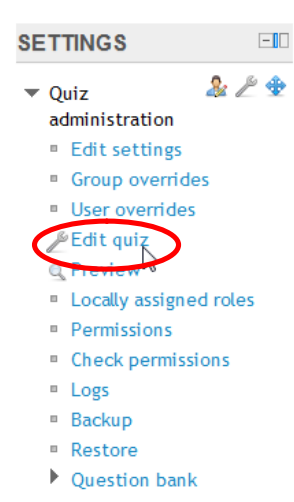 SETTINGS
Quiz
administration
Edit settings
Group overrides
User overrides
Edit quiz
Preview
Locally assigned roles
Permissions
Check permissions
Logs
Backup
Restore
Question bank